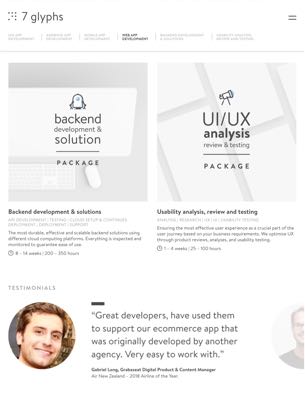 7 glyphs
IOS APP
DEVELOPMENT
ANDROID APP
DEVELOPMENT
MOBILE APP
DEVELOPMENT
WEB APP
DEVELOPMENT
BACKEND DEVELOPMENT
& SOLUTIONS
USABILITY ANALYSIS,
REVIEW AND TESTING
backend
development &
solution
PACKAGE
UI/UX
analysis
review & testing
PACKAGE
Backend development & solutions
API DEVELOPMENT | TESTING | CLOUD SETUP & CONTINUES
DEPLOYMENT | DEPLOYMENT | SUPPORT
The most durable, effective and scalable backend solutions using
different cloud computing platforms. Everything is inspected and
monitored to guarantee ease of use.
8 - 14 weeks | 200 - 350 hours
Usability analysis, review and testing
ANALYSIS | RESEARCH | UX | UI | USABILITY TESTING
Ensuring the most effective user experience as a crucial part of the
user journey based on your business requirements. We optimise UX
through product reviews, analyses, and usability testing.
1 - 4 weeks | 25 - 100 hours
TESTIMONIALS
“Great developers, have used them
to support our ecommerce app that
was originally developed by another
agency. Very easy to work with.”
Gabriel Long, Grabaseat Digital Product & Content Manager
Air New Zealand - 2018 Airline of the Year